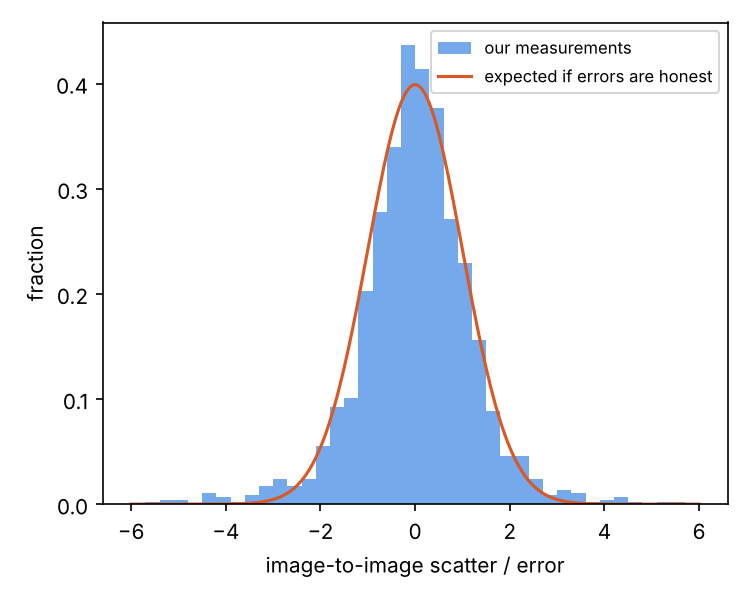 our measurements
expected if errors are honest
0.4
0.3
0.2
0.1
0.0
fraction
−6 −4 −2 0 2 4 6
image-to-image scatter / error